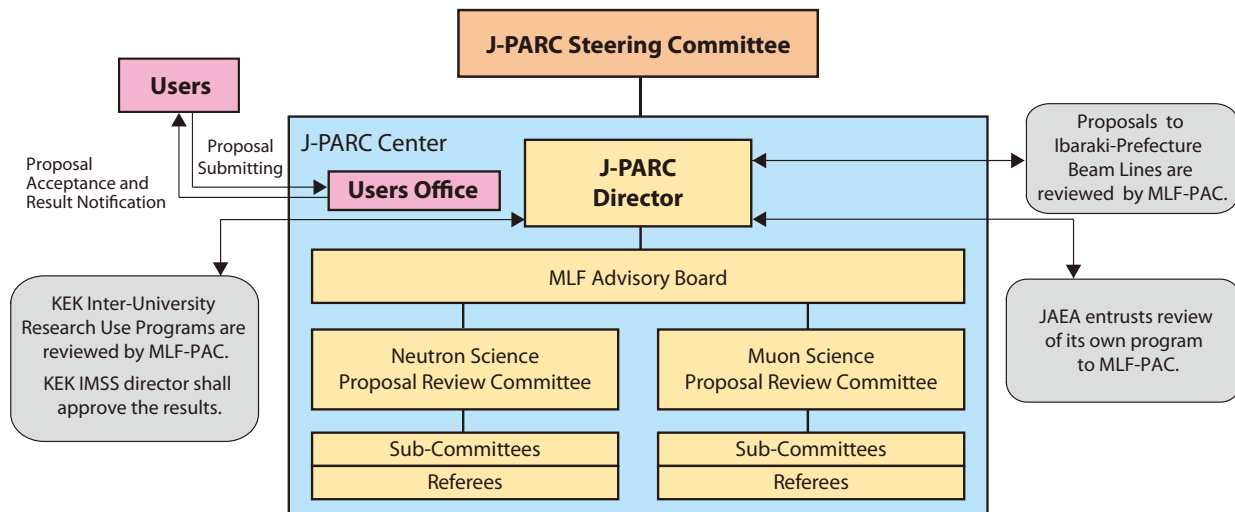 J-PARC Steering Committee
Users
Proposal
Submitting
Proposal
Acceptance and
Result Notification
J-PARC Center
Users Office
J-PARC
Director
Proposals to
Ibaraki-Prefecture
Beam Lines are
reviewed by MLF-PAC.
MLF Advisory Board
KEK Inter-University
Research Use Programs are
reviewed by MLF-PAC.
KEK IMSS director shall
approve the results.
Neutron Science
Proposal Review Committee
Muon Science
Proposal Review Committee
JAEA entrusts review
of its own program
to MLF-PAC.
Sub-Committees
Referees
Sub-Committees
Referees